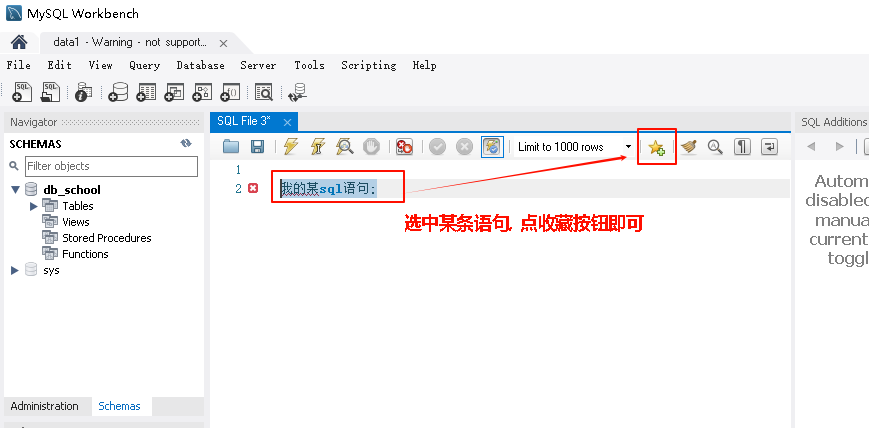 MySQL Workbench
data1 - Warning - not support...
File Edit View Query Database Server Tools Scripting Help
Navigator
SCHEMAS
Filter objects
db_school
Tables
Views
Stored Procedures
Functions
sys
Administration Schemas
SQL File 3*
Limit to 1000 rows
1
2 我的某sql语句;
选中某条语句, 点收藏按钮即可
SQL Additions
Autom
disabled
manua
current
toggl